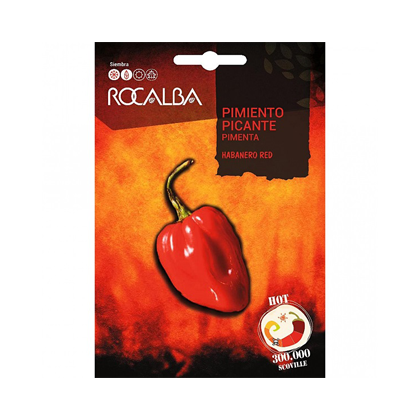 Siembra
ROCALBA
PIMIENTO
PICANTE
PIMENTA
HABANERO RED
HOT
300.000
SCOVILLE